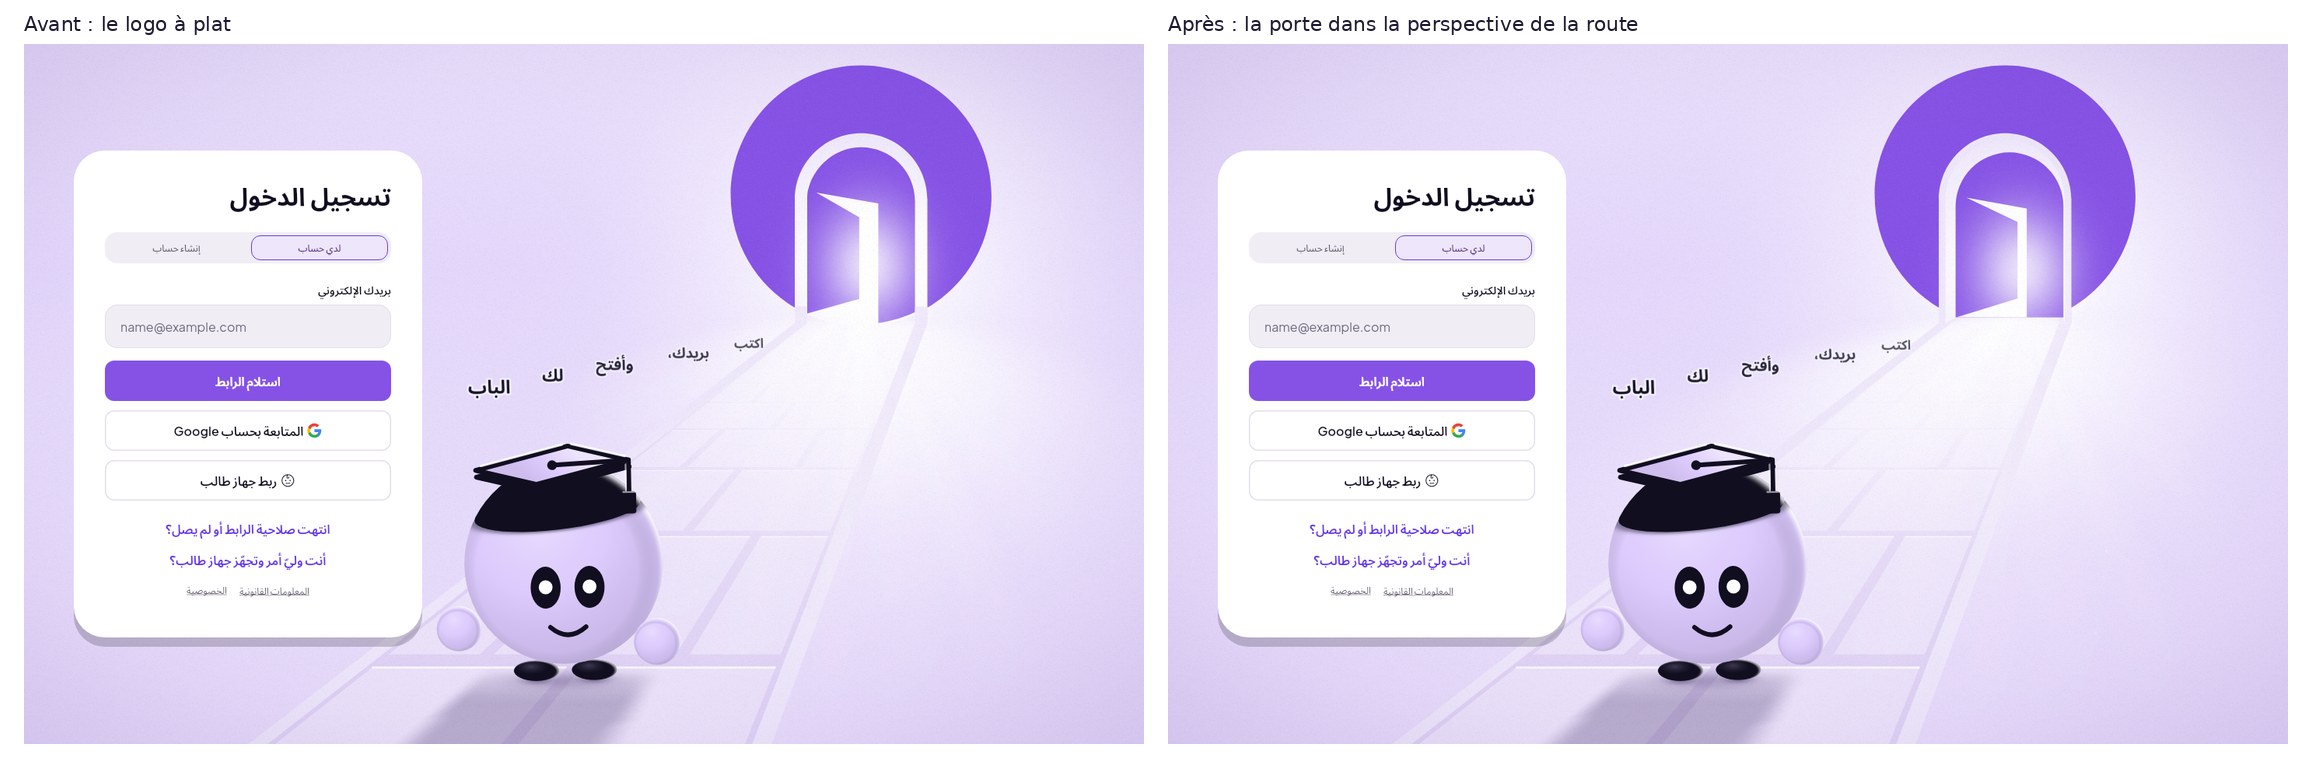 Avant : le logo à plat
تسجيل الدخول
لدي حساب
إنشاء حساب
بريدك الإلكتروني
name@example.com
استلام الرابط
المتابعة بحساب Google
ربط جهاز طالب
انتهت صلاحية الرابط أو لم يصل؟
أنت وليّ أمر وتجهّز جهاز طالب؟
المعلومات القانونية الخصوصية
اكتب بريدك، وأفتح لك الباب
Après : la porte dans la perspective de la route
تسجيل الدخول
لدي حساب
إنشاء حساب
بريدك الإلكتروني
name@example.com
استلام الرابط
المتابعة بحساب Google
ربط جهاز طالب
انتهت صلاحية الرابط أو لم يصل؟
أنت وليّ أمر وتجهّز جهاز طالب؟
المعلومات القانونية الخصوصية
اكتب بريدك، وأفتح لك الباب